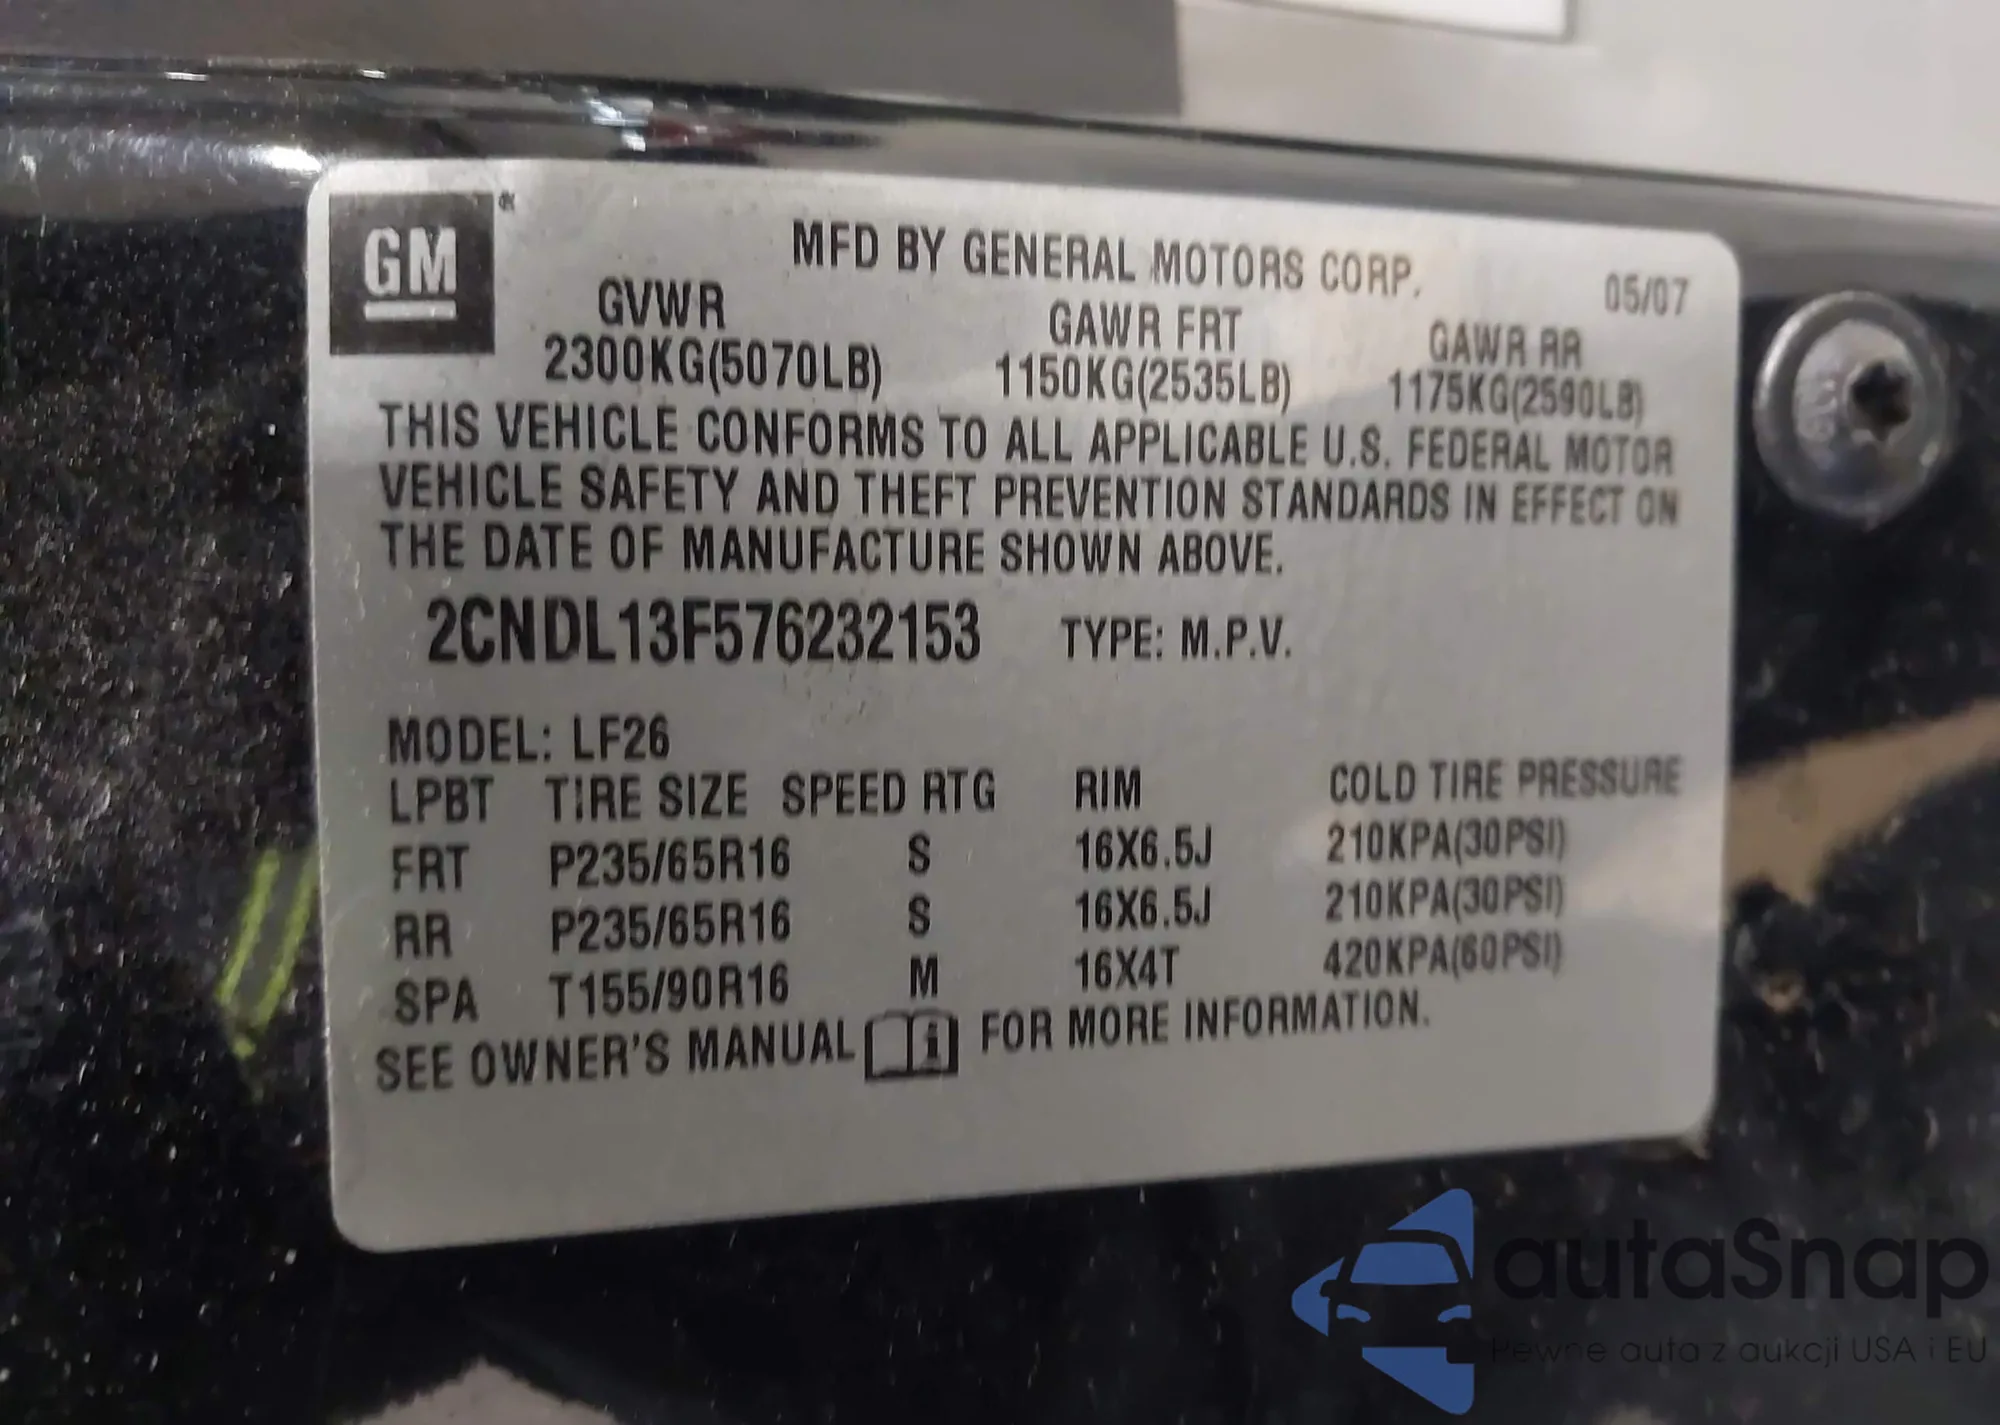 GM
MFD BY GENERAL MOTORS CORP.
05/07
GVWR GAWR FRT GAWR RR
2300KG(5070LB) 1150KG(2535LB) 1175KG(2590LB)
THIS VEHICLE CONFORMS TO ALL APPLICABLE U.S. FEDERAL MOTOR
VEHICLE SAFETY AND THEFT PREVENTION STANDARDS IN EFFECT ON
THE DATE OF MANUFACTURE SHOWN ABOVE.
2CNDL13F576232153 TYPE: M.P.V.
MODEL: LF26
LPBT TIRE SIZE SPEED RTG RIM COLD TIRE PRESSURE
FRT P235/65R16 S 16X6.5J 210KPA(30PSI)
RR P235/65R16 S 16X6.5J 210KPA(30PSI)
SPA T155/90R16 M 16X4T 420KPA(60PSI)
SEE OWNER'S MANUAL i FOR MORE INFORMATION.
autaSnap
Pewne auta z aukcji USA i EU